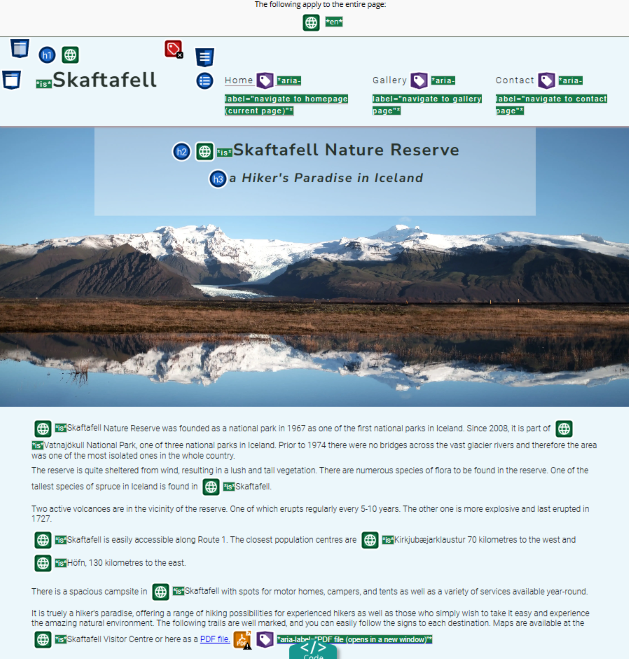 The following apply to the entire page:
*"en"*
h1
*"is"*Skaftafell
Home *aria-label="navigate to homepage (current page)"*
Gallery *aria-label="navigate to gallery page"*
Contact *aria-label="navigate to contact page"*
h2 *"is"*Skaftafell Nature Reserve
h3 a Hiker's Paradise in Iceland
*"is"*Skaftafell Nature Reserve was founded as a national park in 1967 as one of the first national parks in Iceland. Since 2008, it is part of
*"is"*Vatnajökull National Park, one of three national parks in Iceland. Prior to 1974 there were no bridges across the vast glacier rivers and therefore the area
was one of the most isolated ones in the whole country.
The reserve is quite sheltered from wind, resulting in a lush and tall vegetation. There are numerous species of flora to be found in the reserve. One of the
tallest species of spruce in Iceland is found in *"is"*Skaftafell.
Two active volcanoes are in the vicinity of the reserve. One of which erupts regularly every 5-10 years. The other one is more explosive and last erupted in
1727.
*"is"*Skaftafell is easily accessible along Route 1. The closest population centres are *"is"*Kirkjubæjarklaustur 70 kilometres to the west and
*"is"*Höfn, 130 kilometres to the east.
There is a spacious campsite in *"is"*Skaftafell with spots for motor homes, campers, and tents as well as a variety of services available year-round.
It is truely a hiker's paradise, offering a range of hiking possibilities for experienced hikers as well as those who simply wish to take it easy and experience
the amazing natural environment. The following trails are well marked, and you can easily follow the signs to each destination. Maps are available at the
*"is"*Skaftafell Visitor Centre or here as a PDF file. *aria-label="PDF file (opens in a new window)"*
</> Code